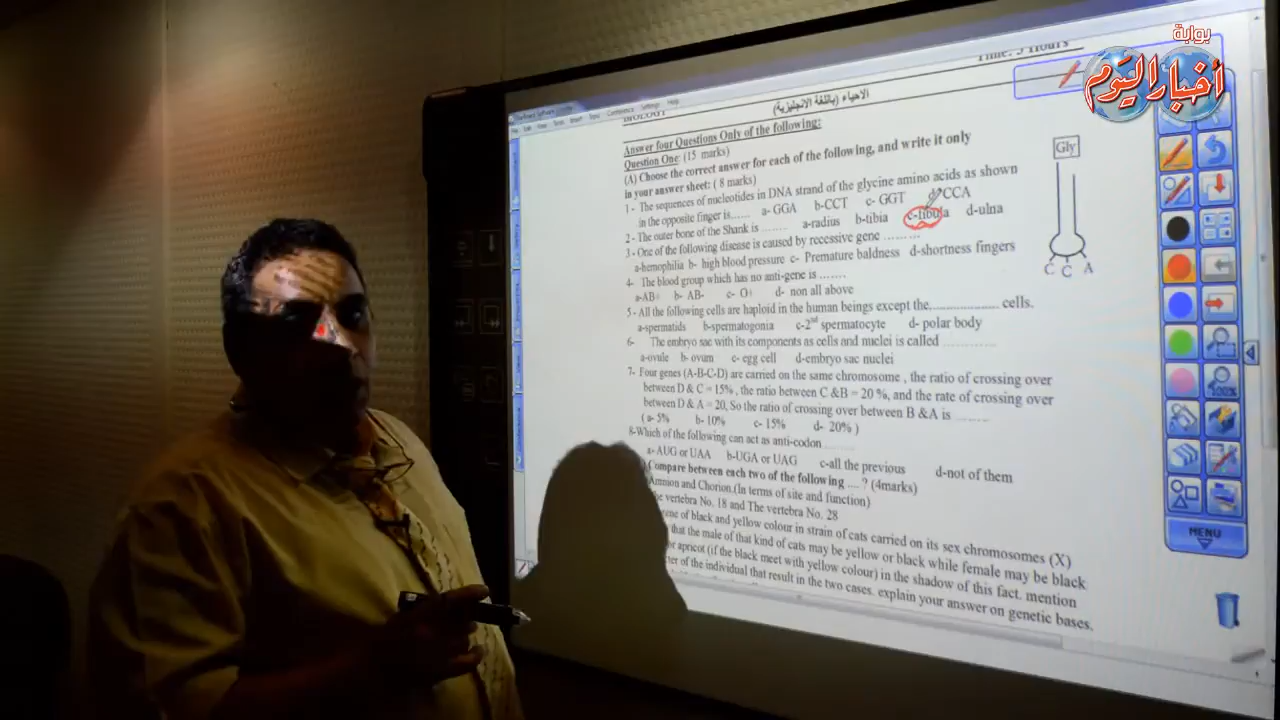 بوابة
أخبار اليوم
Time: 3 Hours
BIOLOGY
الاحياء (باللغة الانجليزية)
Answer four Questions Only of the following:
Question One: (15 marks)
(A) Choose the correct answer for each of the following, and write it only
in your answer sheet: ( 8 marks)
1 - The sequences of nucleotides in DNA strand of the glycine amino acids as shown
in the opposite finger is...... a- GGA b-CCT c- GGT d-CCA
2 - The outer bone of the Shank is ....... a-radius b-tibia c-fibula d-ulna
3 - One of the following disease is caused by recessive gene ..........
a-hemophilia b- high blood pressure c- Premature baldness d-shortness fingers
4- The blood group which has no anti-gene is .......
a-AB+ b- AB- c- O+ d- non all above
5 - All the following cells are haploid in the human beings except the.................. cells.
a-spermatids b-spermatogonia c-2nd spermatocyte d- polar body
6- The embryo sac with its components as cells and nuclei is called .............
a-ovule b- ovum c- egg cell d-embryo sac nuclei
7- Four genes (A-B-C-D) are carried on the same chromosome , the ratio of crossing over
between D & C = 15%, the ratio between C &B = 20 %, and the rate of crossing over
between D & A = 20, So the ratio of crossing over between B &A is ........
( a- 5% b- 10% c- 15% d- 20% )
8-Which of the following can act as anti-codon ......
a- AUG or UAA b-UGA or UAG c-all the previous d-not of them
Compare between each two of the following .... ? (4marks)
Amnion and Chorion.(In terms of site and function)
vertebra No. 18 and The vertebra No. 28
of black and yellow colour in strain of cats carried on its sex chromosomes (X)
that the male of that kind of cats may be yellow or black while female may be black
or apricot (if the black meet with yellow colour) in the shadow of this fact. mention
of the individual that result in the two cases. explain your answer on genetic bases.
Gly
C C A
100%
MENU